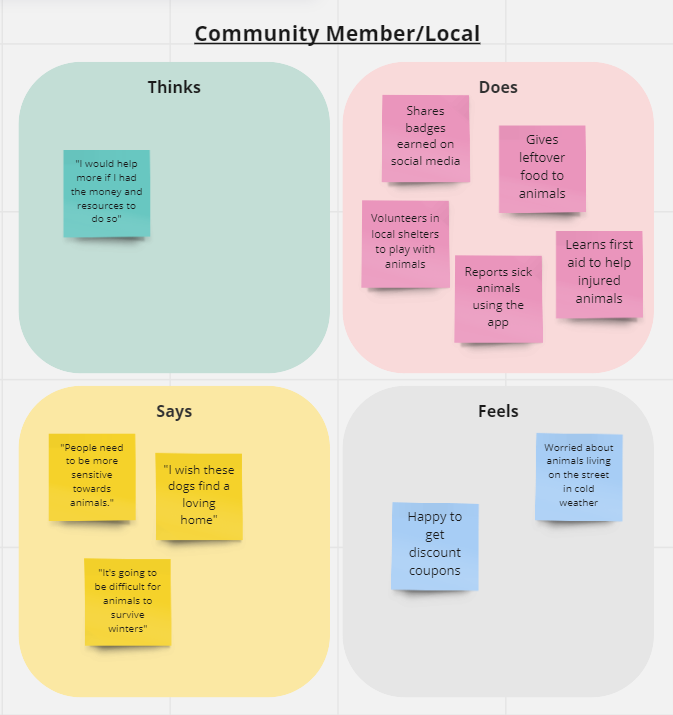 Community Member/Local
Thinks
"I would help
more if I had
the money and
resources to
do so"
Does
Shares
badges
earned on
social media
Gives
leftover
food to
animals
Volunteers in
local shelters
to play with
animals
Reports sick
animals
using the
app
Learns first
aid to help
injured
animals
Says
"People need
to be more
sensitive
towards
animals."
"I wish these
dogs find a
loving
home"
"It's going to
be difficult for
animals to
survive
winters"
Feels
Worried about
animals living
on the street
in cold
weather
Happy to
get
discount
coupons